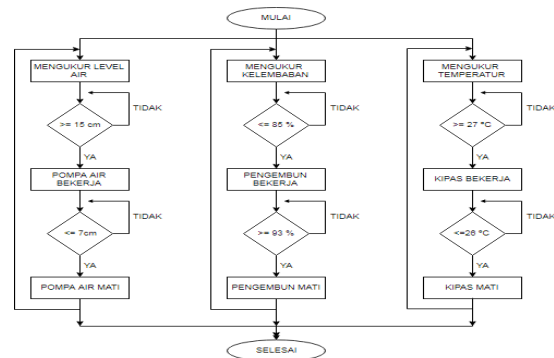 MULAI
MENGUKUR LEVEL
AIR
TIDAK
>= 15 cm
YA
POMPA AIR
BEKERJA
TIDAK
<= 7cm
YA
POMPA AIR MATI
MENGUKUR
KELEMBABAN
TIDAK
<= 85 %
YA
PENGEMBUN
BEKERJA
TIDAK
>= 93 %
YA
PENGEMBUN MATI
MENGUKUR
TEMPERATUR
TIDAK
>= 27 ºC
YA
KIPAS BEKERJA
TIDAK
<=26 ºC
YA
KIPAS MATI
SELESAI